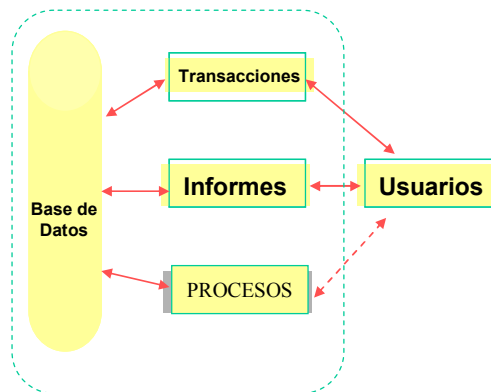 Transacciones
Informes
Usuarios
Base de
Datos
PROCESOS